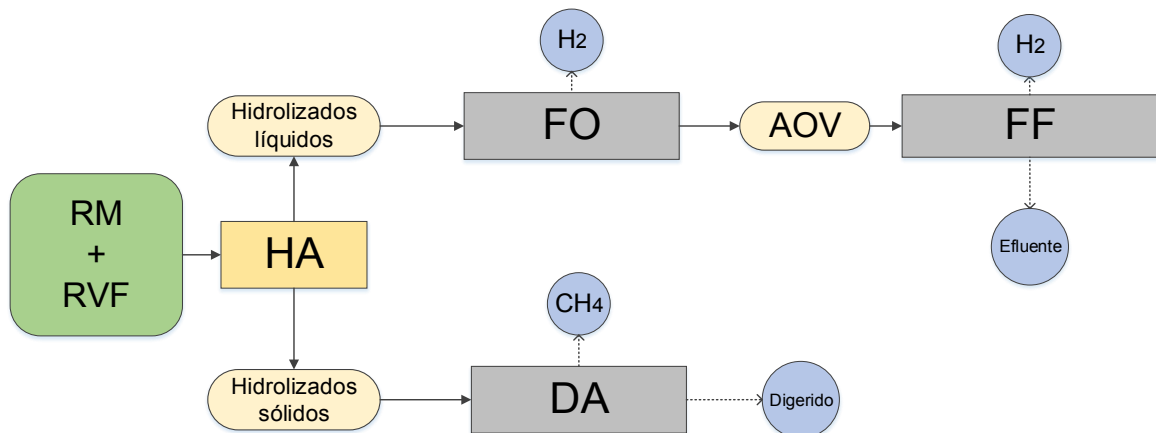 H2
H2
Hidrolizados
líquidos
FO
AOV
FF
RM
+
RVF
HA
Efluente
CH4
Hidrolizados
sólidos
DA
Digerido